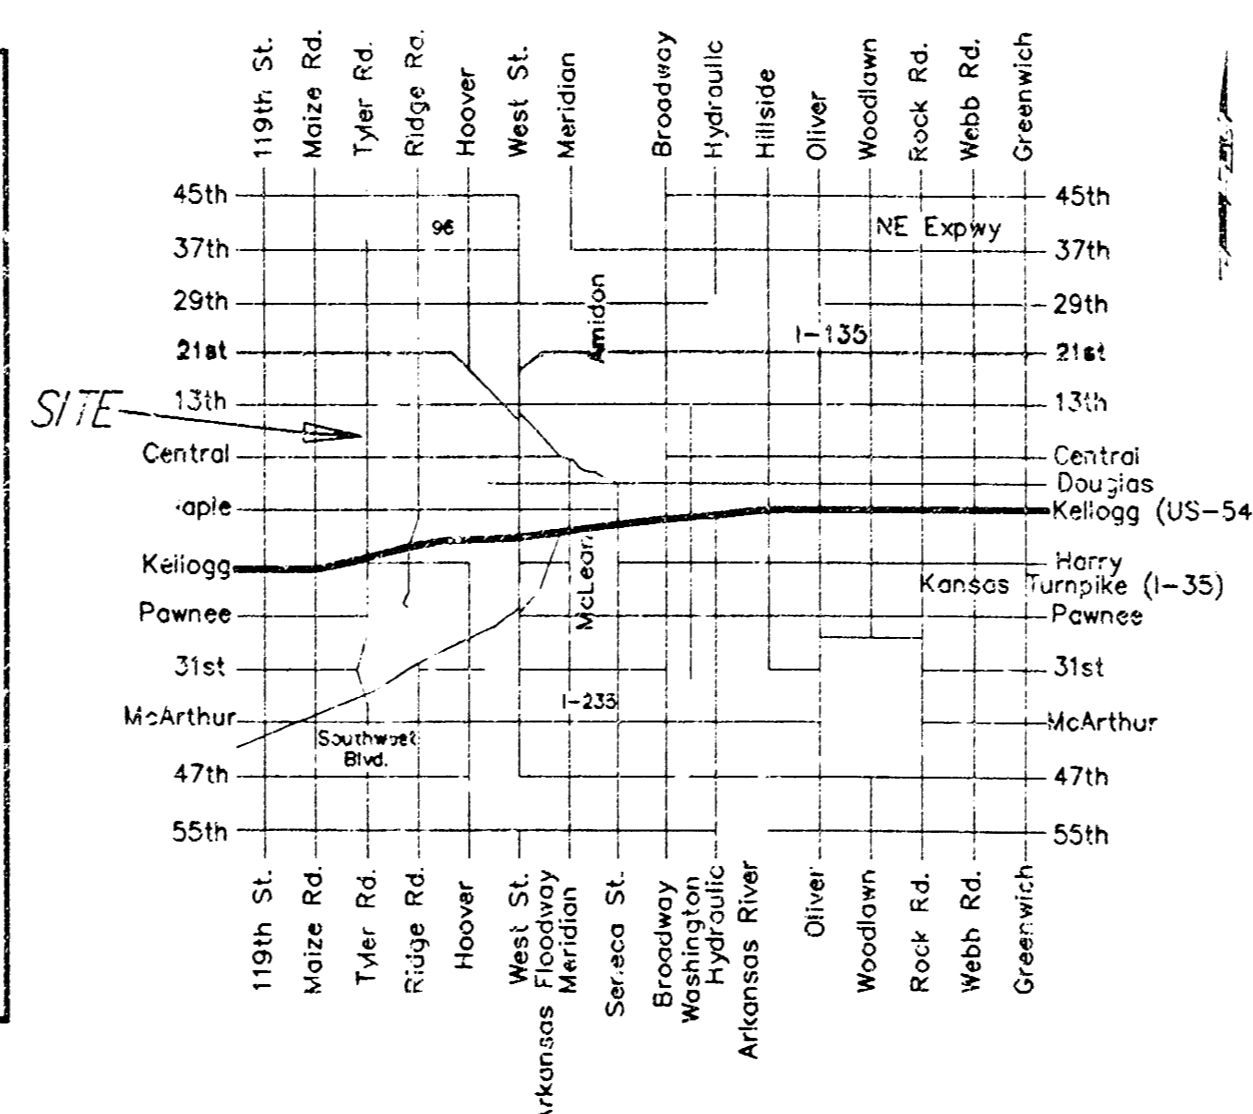 119th St.
Maize Rd.
Tyler Rd.
Ridge Rd.
Hoover
West St.
Meridian
Broadway
Hydraulic
Hillside
Oliver
Woodlawn
Rock Rd.
Webb Rd.
Greenwich
45th
45th
96
NE Expwy
37th
37th
Amidon
29th
29th
I-135
21st
21st
SITE
13th
13th
Central
Central
Douglas
aple
Kellogg (US-54
Kellogg
McLean
Harry
Kansas Turnpike (I-35)
Pawnee
Pawnee
31st
31st
I-235
McArthur
McArthur
Southwest
Blvd.
47th
47th
55th
55th
119th St.
Maize Rd.
Tyler Rd.
Ridge Rd.
Hoover
West St.
Arkansas Floodway
Meridian
Seneca St.
Broadway
Washington
Hydraulic
Arkansas River
Oliver
Woodlawn
Rock Rd.
Webb Rd.
Greenwich